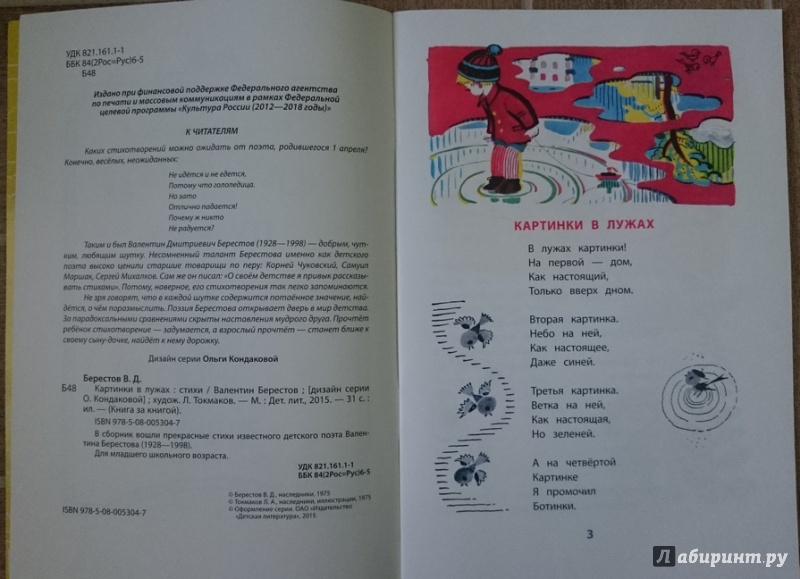 УДК 821.161.1-1
ББК 84(2Рос=Рус)6-5
Б48
Издано при финансовой поддержке Федерального агентства
по печати и массовым коммуникациям в рамках Федеральной
целевой программы «Культура России (2012—2018 годы)»
К ЧИТАТЕЛЯМ
Каких стихотворений можно ожидать от поэта, родившегося 1 апреля?
Конечно, весёлых, неожиданных:
Не идётся и не едется,
Потому что гололедица.
Но зато
Отлично падается!
Почему ж никто
Не радуется?
Таким и был Валентин Дмитриевич Берестов (1928—1998) — добрым, чут-
ким, любящим шутку. Несомненный талант Берестова именно как детского
поэта высоко ценили старшие товарищи по перу: Корней Чуковский, Самуил
Маршак, Сергей Михалков. Сам же он писал: «О своём детстве я привык рассказы-
вать стихами». Потому, наверное, его стихотворения так легко запоминаются.
Не зря говорят, что в каждой шутке содержится потаённое значение, най-
дётся, о чём поразмыслить. Поэзия Берестова открывает дверь в мир детства.
За парадоксальными сравнениями скрыты наставления мудрого друга. Прочтёт
ребёнок стихотворение — задумается, а взрослый прочтёт — станет ближе к
своему сыну-дочке, найдёт к нему дорожку.
Дизайн серии Ольги Кондаковой
Берестов В. Д.
Б48 Картинки в лужах : стихи / Валентин Берестов ; [дизайн серии
О. Кондаковой] ; худож. Л. Токмаков. — М. : Дет. лит., 2015. — 31 с. :
ил. — (Книга за книгой).
ISBN 978-5-08-005304-7
В сборник вошли прекрасные стихи известного детского поэта Вален-
тина Берестова (1928—1998).
Для младшего школьного возраста.
УДК 821.161.1-1
ББК 84(2Рос=Рус)6-5
© Берестов В. Д., наследники, 1975
© Токмаков Л. А., наследники, иллюстрации, 1975
© Оформление серии. ОАО «Издательство
«Детская литература», 2015
ISBN 978-5-08-005304-7
КАРТИНКИ В ЛУЖАХ
В лужах картинки!
На первой — дом,
Как настоящий,
Только вверх дном.
Вторая картинка.
Небо на ней,
Как настоящее,
Даже синей.
Третья картинка.
Ветка на ней,
Как настоящая,
Но зеленей.
А на четвёртой
Картинке
Я промочил
Ботинки.
3
Лабиринт.ру